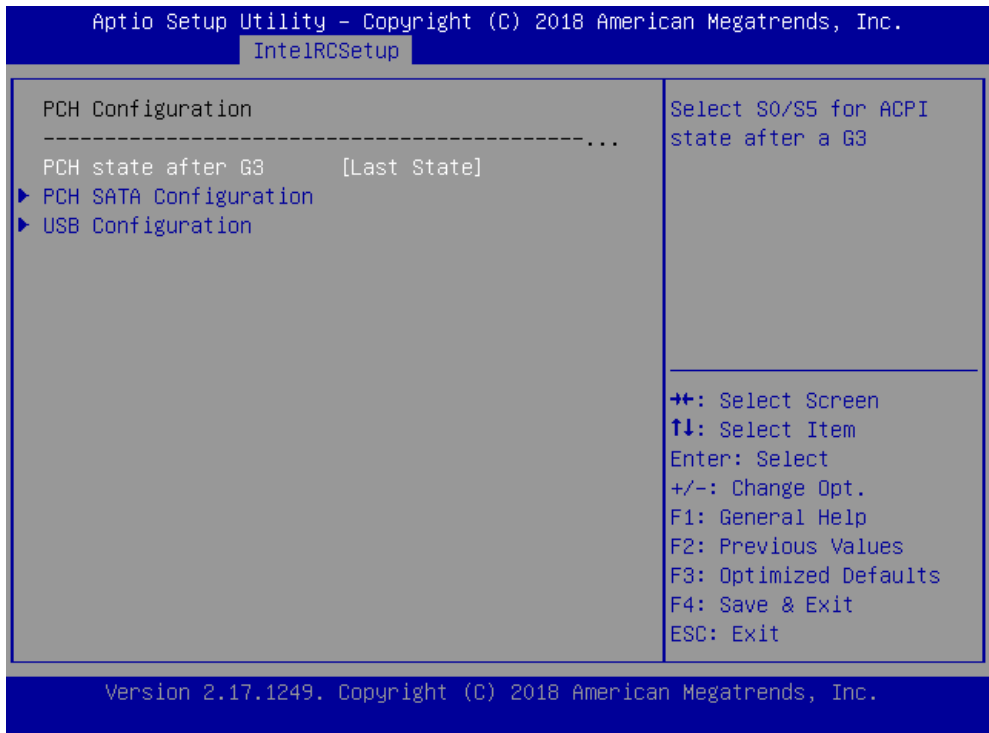 Aptio Setup Utility – Copyright (C) 2018 American Megatrends, Inc.
IntelRCSetup
PCH Configuration
--------------------------------------------...
PCH state after G3 [Last State]
▶ PCH SATA Configuration
▶ USB Configuration
Select S0/S5 for ACPI
state after a G3
→←: Select Screen
↑↓: Select Item
Enter: Select
+/-: Change Opt.
F1: General Help
F2: Previous Values
F3: Optimized Defaults
F4: Save & Exit
ESC: Exit
Version 2.17.1249. Copyright (C) 2018 American Megatrends, Inc.